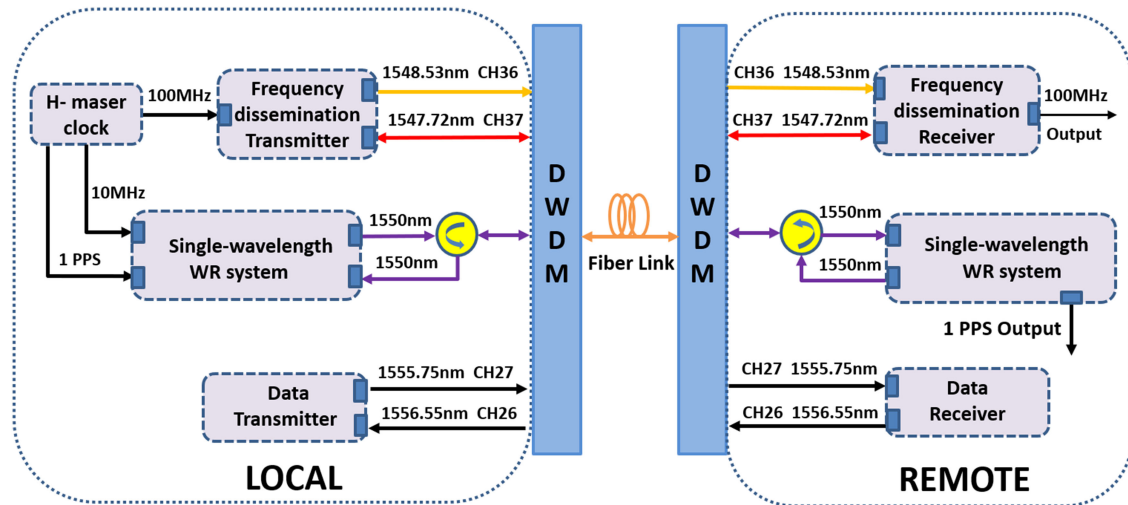 H- maser
clock
100MHz
10MHz
1 PPS
Frequency
dissemination
Transmitter
1548.53nm CH36
1547.72nm CH37
Single-wavelength
WR system
1550nm
1550nm
Data
Transmitter
1555.75nm CH27
1556.55nm CH26
LOCAL
D
W
D
M
Fiber Link
D
W
D
M
CH36 1548.53nm
CH37 1547.72nm
Frequency
dissemination
Receiver
100MHz
Output
1550nm
1550nm
Single-wavelength
WR system
1 PPS Output
CH27 1555.75nm
CH26 1556.55nm
Data
Receiver
REMOTE